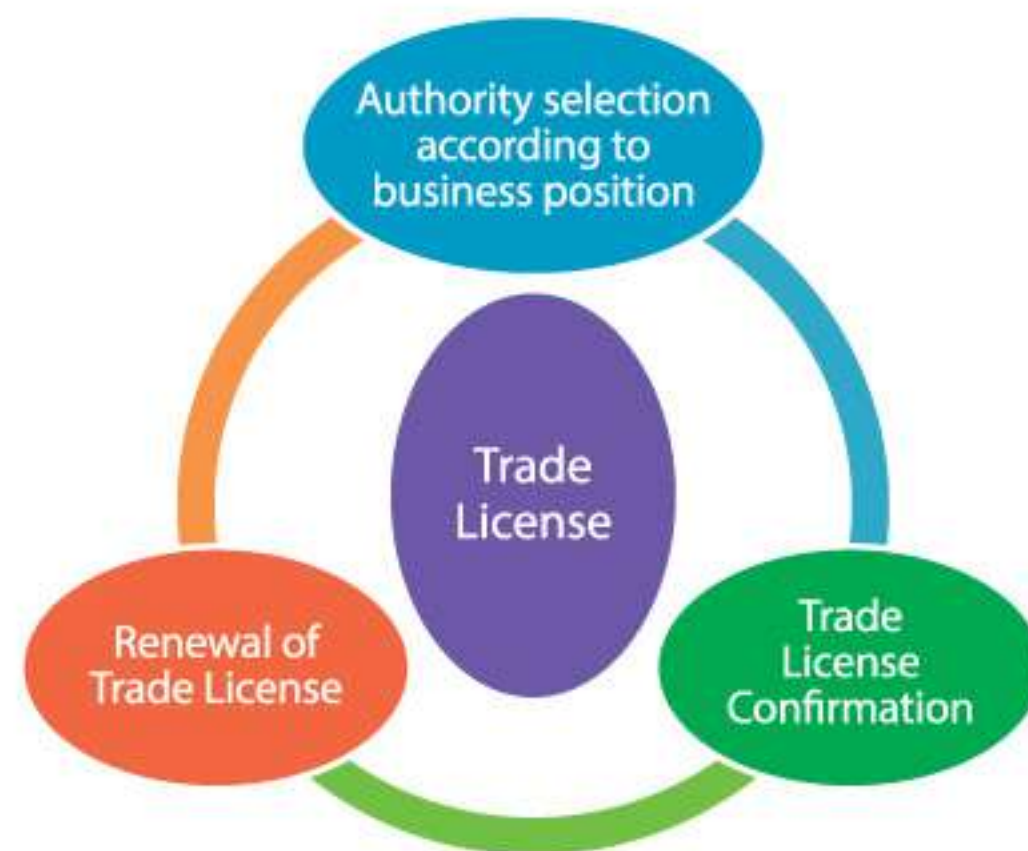 Authority selection
according to
business position
Trade
License
Renewal of
Trade License
Trade
License
Confirmation